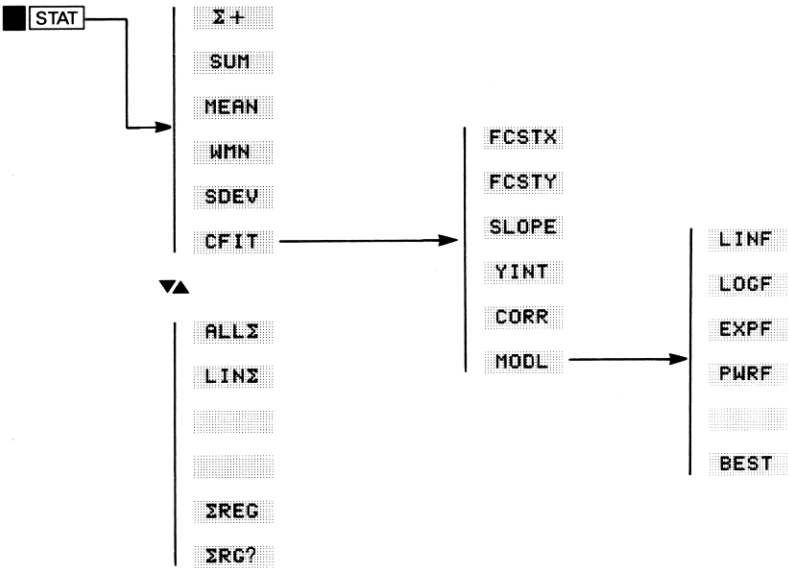 STAT
Σ+
SUM
MEAN
WMN
SDEV
CFIT
ALLΣ
LINΣ
ΣREG
ΣRG?
FCSTX
FCSTY
SLOPE
YINT
CORR
MODL
LINF
LOGF
EXPF
PWRF
BEST